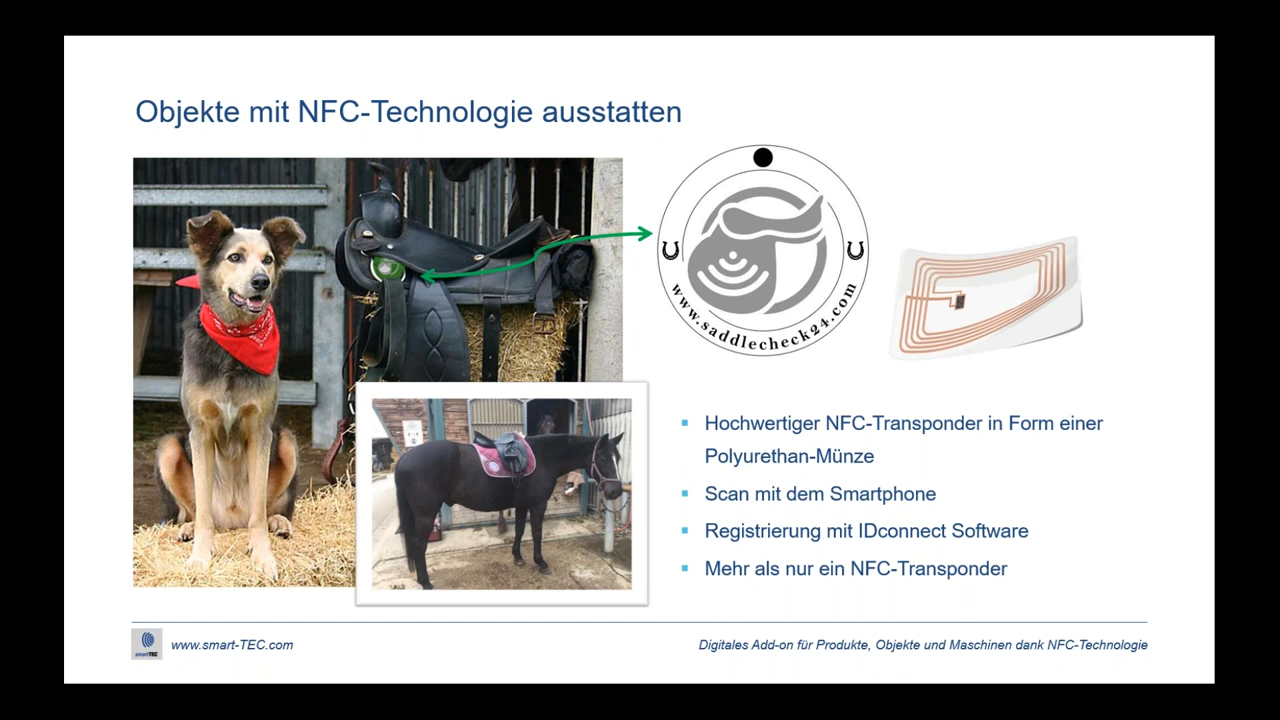 Objekte mit NFC-Technologie ausstatten
www.saddlecheck24.com
Hochwertiger NFC-Transponder in Form einer
Polyurethan-Münze
Scan mit dem Smartphone
Registrierung mit IDconnect Software
Mehr als nur ein NFC-Transponder
smart-TEC
www.smart-TEC.com
Digitales Add-on für Produkte, Objekte und Maschinen dank NFC-Technologie